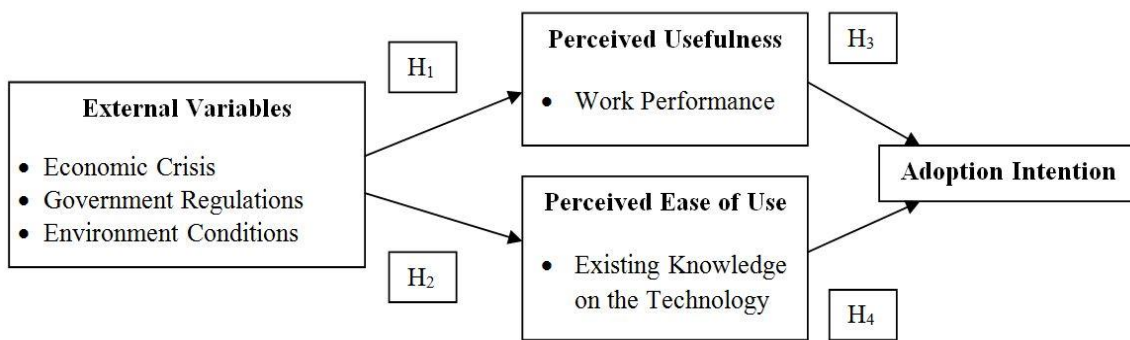 External Variables
• Economic Crisis
• Government Regulations
• Environment Conditions
H₁
H₂
Perceived Usefulness
• Work Performance
Perceived Ease of Use
• Existing Knowledge
on the Technology
H₃
H₄
Adoption Intention